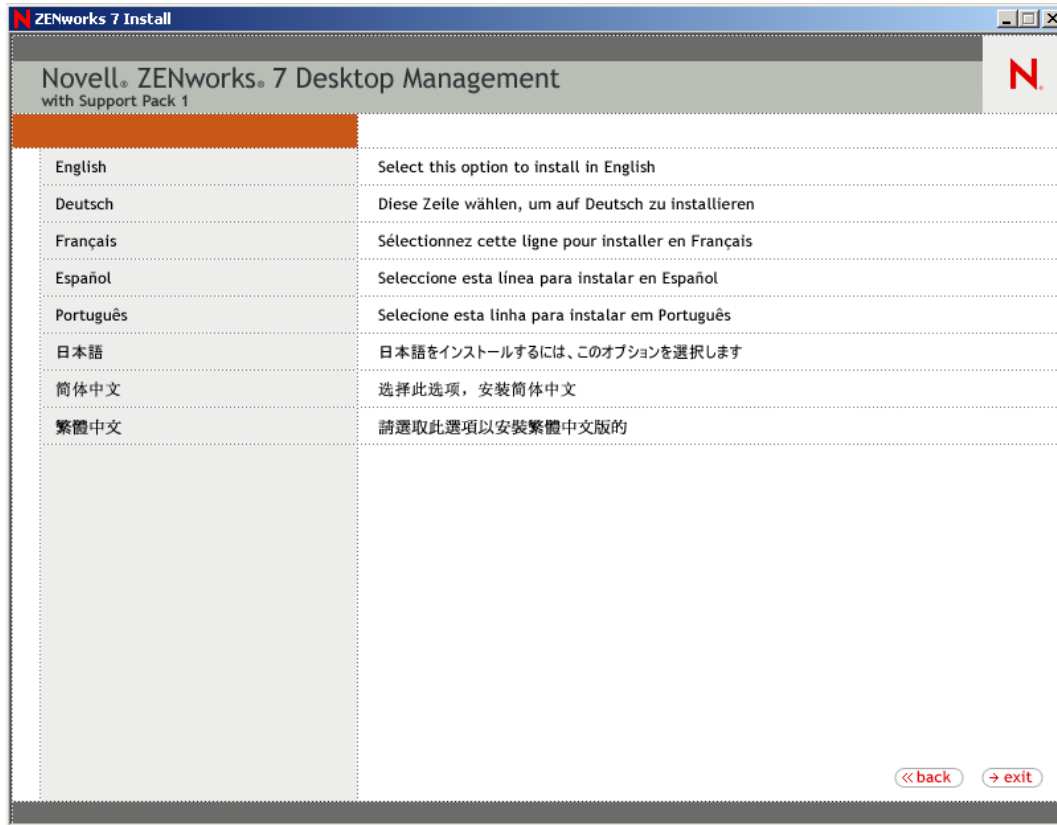 ZENworks 7 Install
Novell® ZENworks® 7 Desktop Management
with Support Pack 1
N®
English Select this option to install in English
Deutsch Diese Zeile wählen, um auf Deutsch zu installieren
Français Sélectionnez cette ligne pour installer en Français
Español Seleccione esta línea para instalar en Español
Português Selecione esta linha para instalar em Português
日本語 日本語をインストールするには、このオプションを選択します
简体中文 选择此选项，安装简体中文
繁體中文 請選取此選項以安裝繁體中文版的
back exit